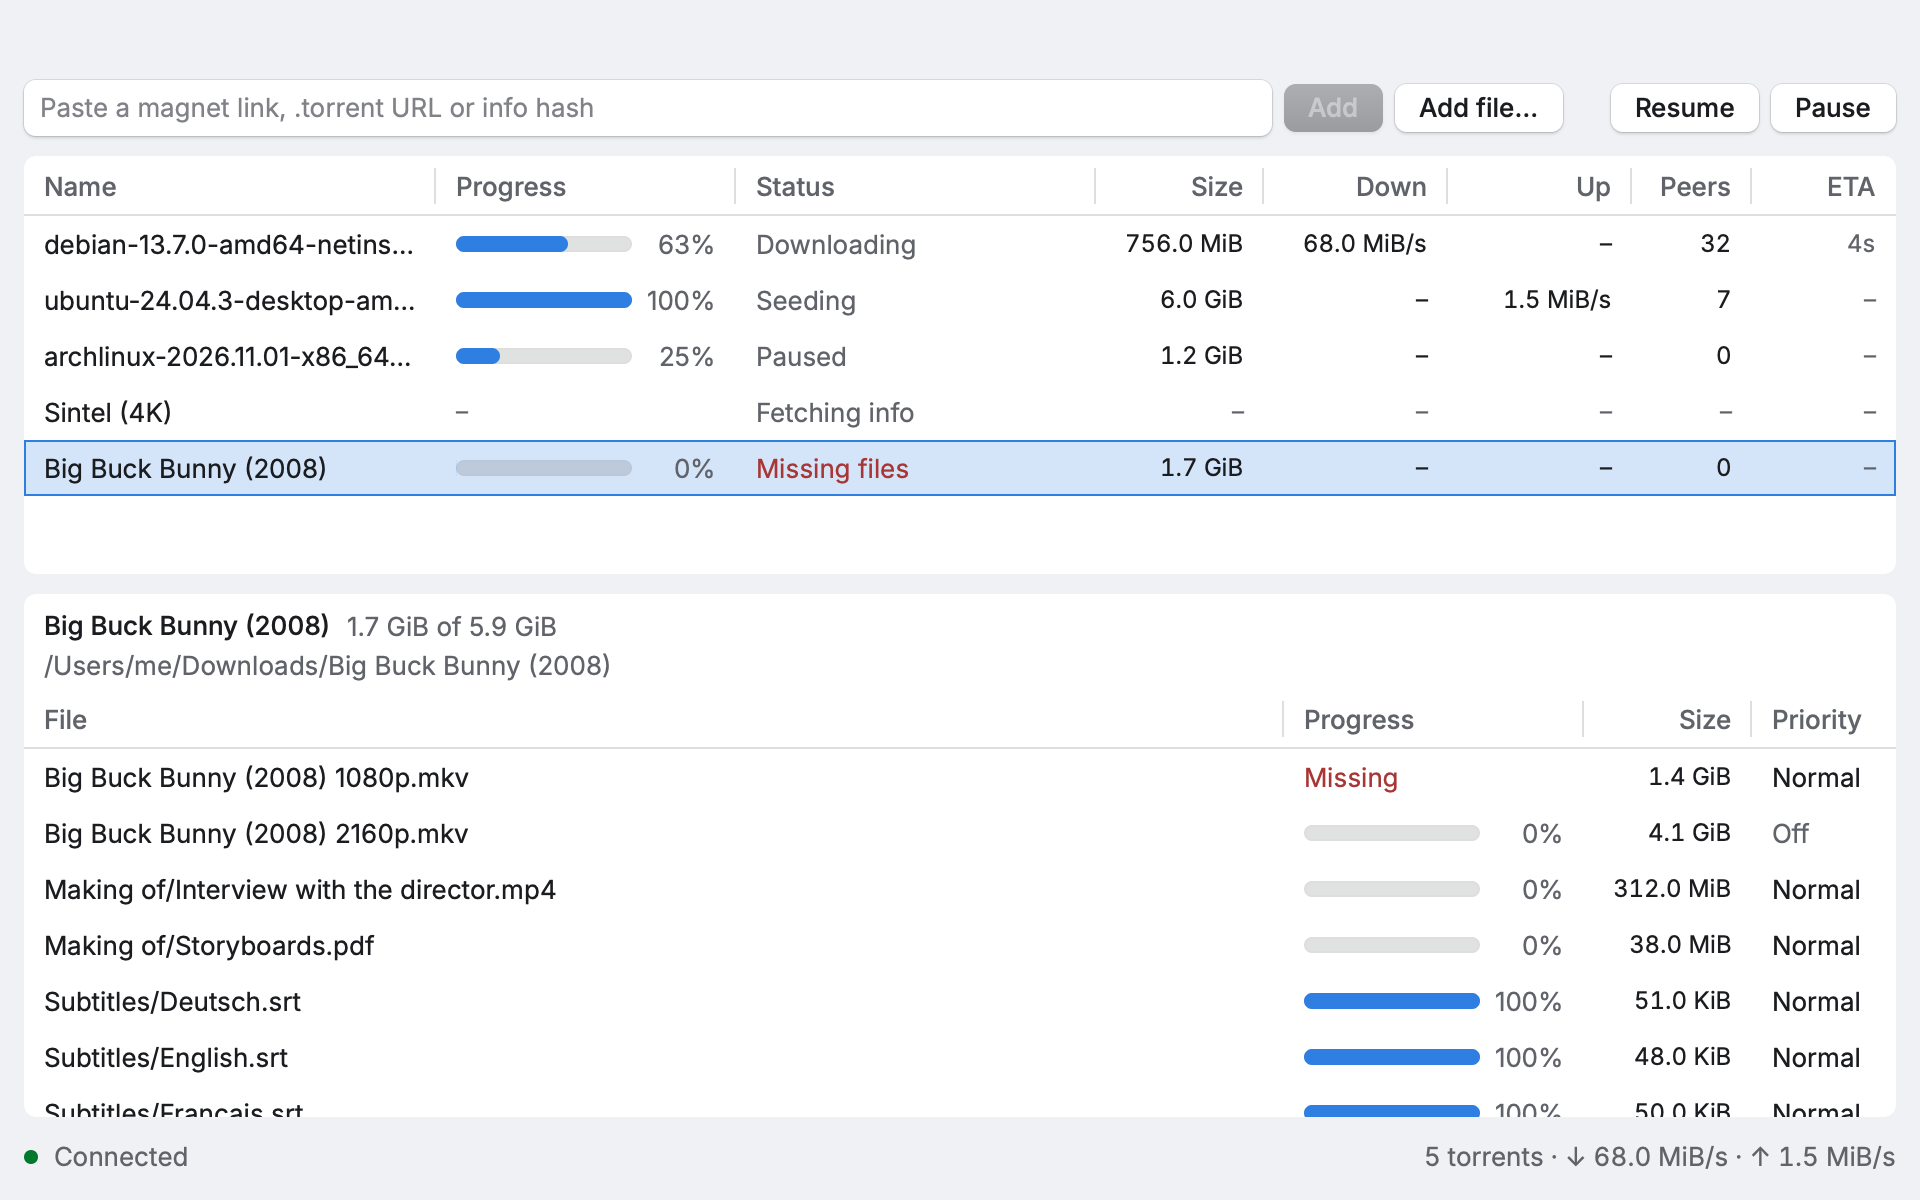 Paste a magnet link, .torrent URL or info hash Add Add file... Resume Pause
Name Progress Status Size Down Up Peers ETA
debian-13.7.0-amd64-netins... 63% Downloading 756.0 MiB 68.0 MiB/s – 32 4s
ubuntu-24.04.3-desktop-am... 100% Seeding 6.0 GiB – 1.5 MiB/s 7 –
archlinux-2026.11.01-x86_64... 25% Paused 1.2 GiB – – 0 –
Sintel (4K) – Fetching info – – – – –
Big Buck Bunny (2008) 0% Missing files 1.7 GiB – – 0 –
Big Buck Bunny (2008) 1.7 GiB of 5.9 GiB
/Users/me/Downloads/Big Buck Bunny (2008)
File Progress Size Priority
Big Buck Bunny (2008) 1080p.mkv Missing 1.4 GiB Normal
Big Buck Bunny (2008) 2160p.mkv 0% 4.1 GiB Off
Making of/Interview with the director.mp4 0% 312.0 MiB Normal
Making of/Storyboards.pdf 0% 38.0 MiB Normal
Subtitles/Deutsch.srt 100% 51.0 KiB Normal
Subtitles/English.srt 100% 48.0 KiB Normal
Subtitles/Français.srt 100% 50.0 KiB Normal
Connected 5 torrents · ↓ 68.0 MiB/s · ↑ 1.5 MiB/s